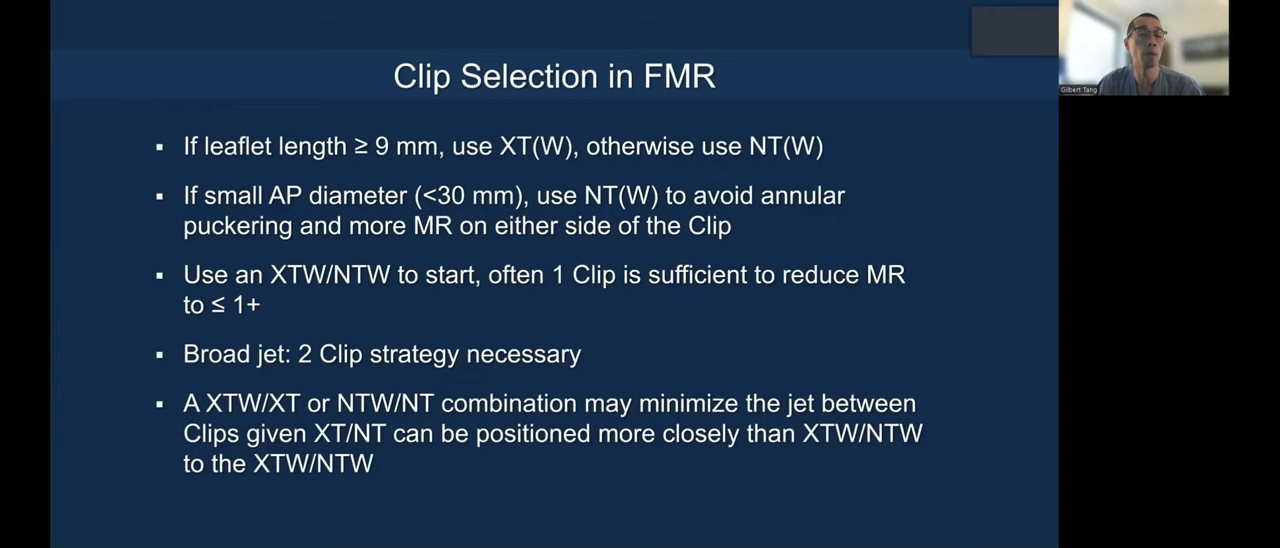 Clip Selection in FMR
▪ If leaflet length ≥ 9 mm, use XT(W), otherwise use NT(W)
▪ If small AP diameter (<30 mm), use NT(W) to avoid annular
puckering and more MR on either side of the Clip
▪ Use an XTW/NTW to start, often 1 Clip is sufficient to reduce MR
to ≤ 1+
▪ Broad jet: 2 Clip strategy necessary
▪ A XTW/XT or NTW/NT combination may minimize the jet between
Clips given XT/NT can be positioned more closely than XTW/NTW
to the XTW/NTW
Gilbert Tang